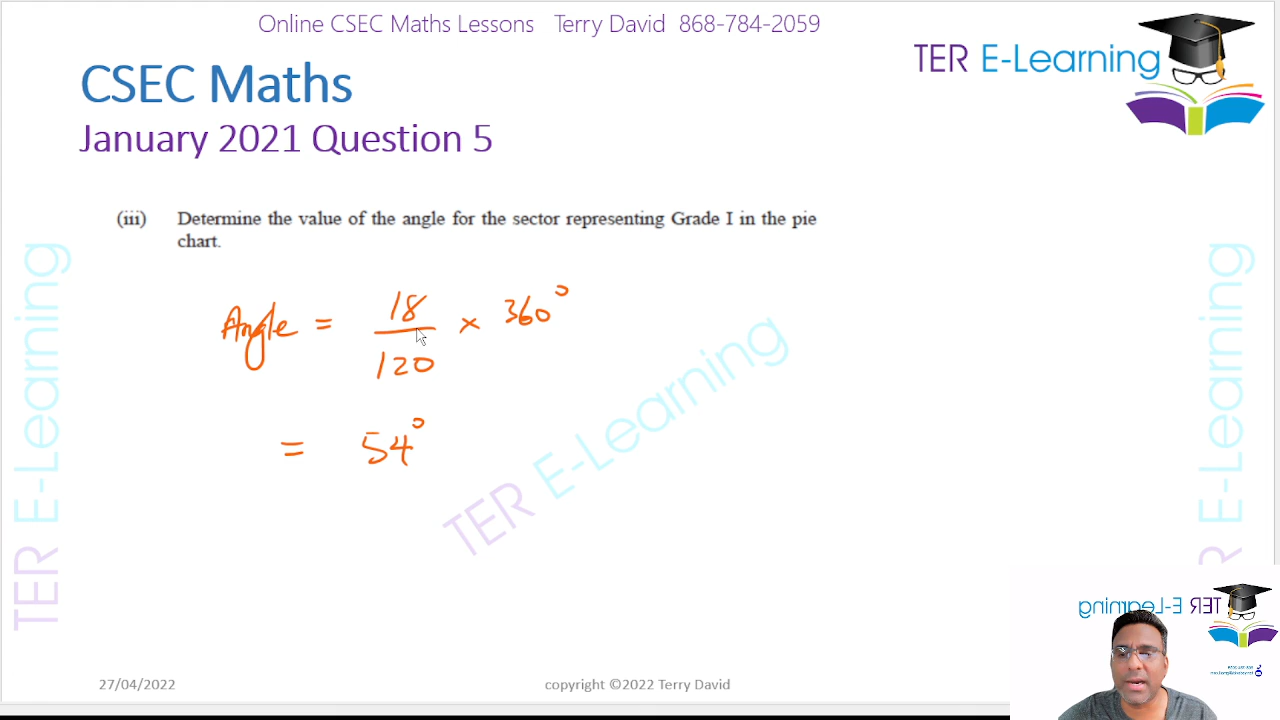 Online CSEC Maths Lessons Terry David 868-784-2059
TER E-Learning
CSEC Maths
January 2021 Question 5
(iii) Determine the value of the angle for the sector representing Grade I in the pie
chart.
Angle = 18/120 × 360°
= 54°
TER E-Learning
TER E-Learning
TER E-Learning
TER E-Learning
27/04/2022
copyright ©2022 Terry David